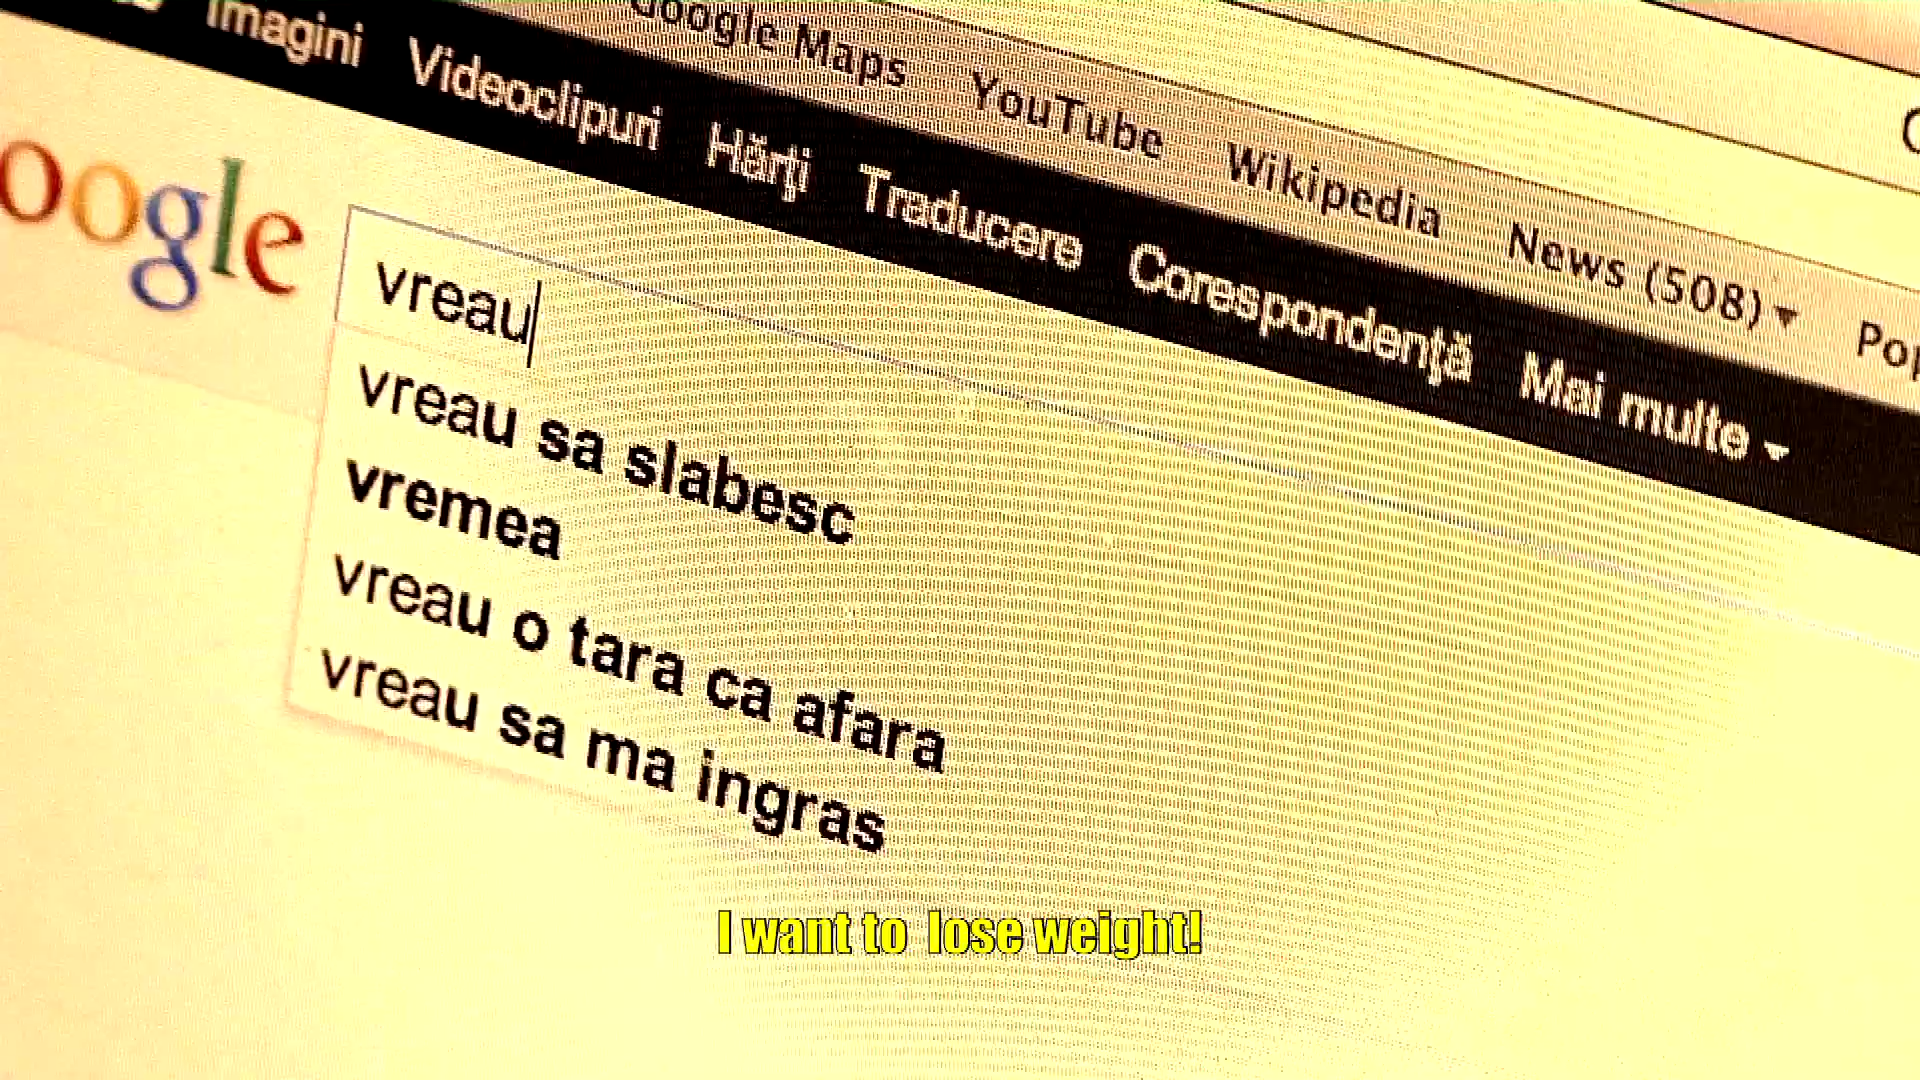 Google Maps YouTube Wikipedia News (508)
Imagini Videoclipuri Hărţi Traducere Corespondenţă Mai multe
oogle
vreau
vreau sa slabesc
vremea
vreau o tara ca afara
vreau sa ma ingras
I want to lose weight!